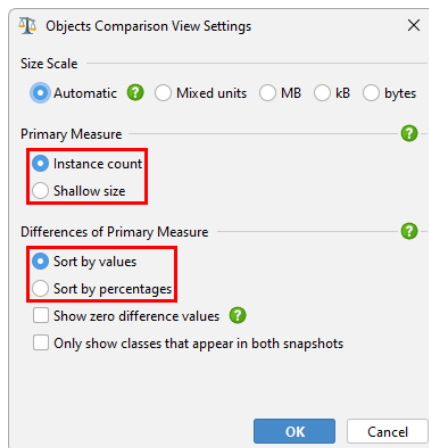 Objects Comparison View Settings
Size Scale
Automatic ? Mixed units MB kB bytes
Primary Measure ?
Instance count
Shallow size
Differences of Primary Measure ?
Sort by values
Sort by percentages
Show zero difference values ?
Only show classes that appear in both snapshots
OK Cancel